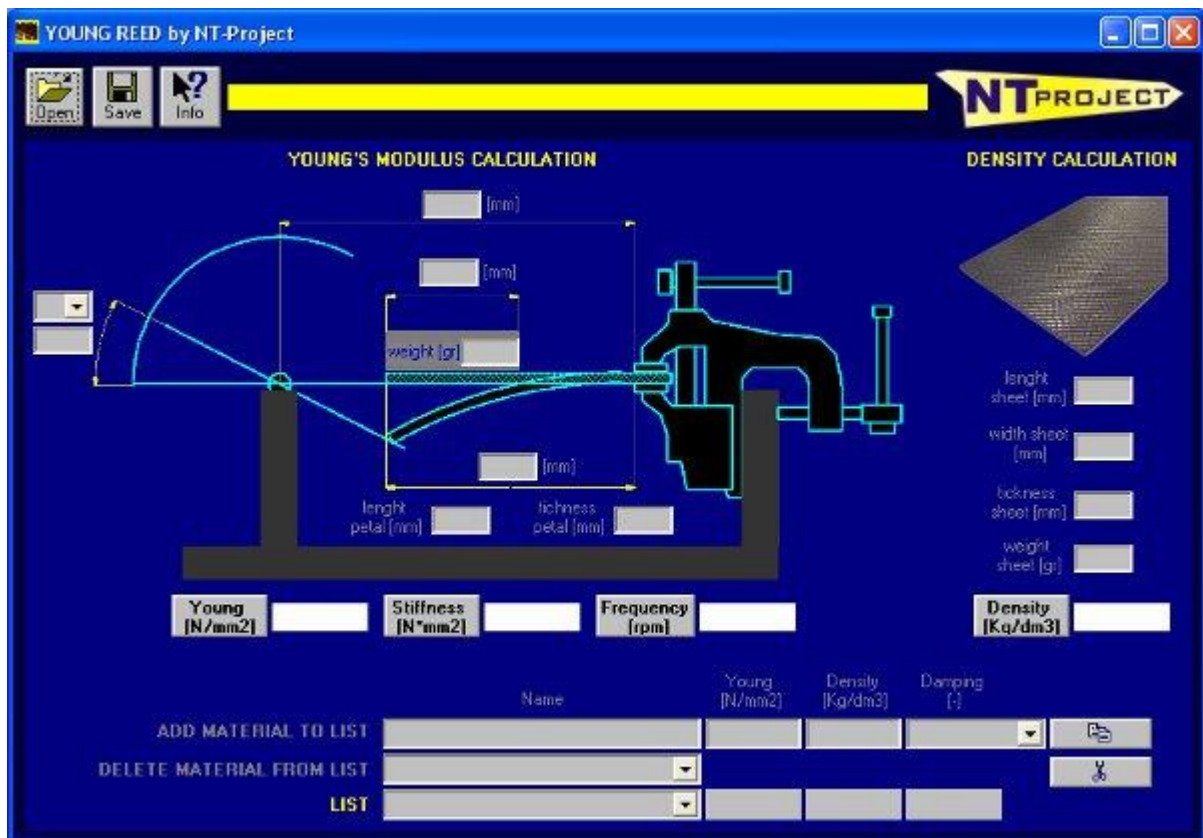 YOUNG REED by NT-Project
Open
Save
Info
NTPROJECT
YOUNG'S MODULUS CALCULATION
DENSITY CALCULATION
[mm]
[mm]
weight [gr]
[mm]
lenght
petal [mm]
tichness
petal [mm]
lenght
sheet [mm]
width sheet
[mm]
tickness
sheet [mm]
weight
sheet [gr]
Young
[N/mm2]
Stiffness
[N*mm2]
Frequency
[rpm]
Density
[Kg/dm3]
Name
Young
[N/mm2]
Density
[Kg/dm3]
Damping
[-]
ADD MATERIAL TO LIST
DELETE MATERIAL FROM LIST
LIST